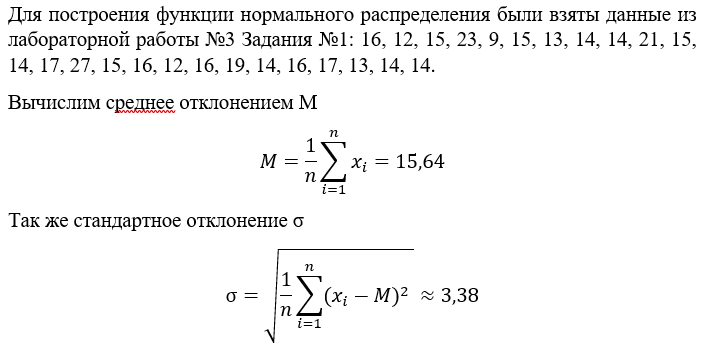 Для построения функции нормального распределения были взяты данные из
лабораторной работы №3 Задания №1: 16, 12, 15, 23, 9, 15, 13, 14, 14, 21, 15,
14, 17, 27, 15, 16, 12, 16, 19, 14, 16, 17, 13, 14, 14.
Вычислим среднее отклонением M
M = \frac{1}{n} \sum_{i=1}^{n} x_i = 15,64
Так же стандартное отклонение σ
σ = \sqrt{\frac{1}{n} \sum_{i=1}^{n} (x_i − M)^2} ≈ 3,38